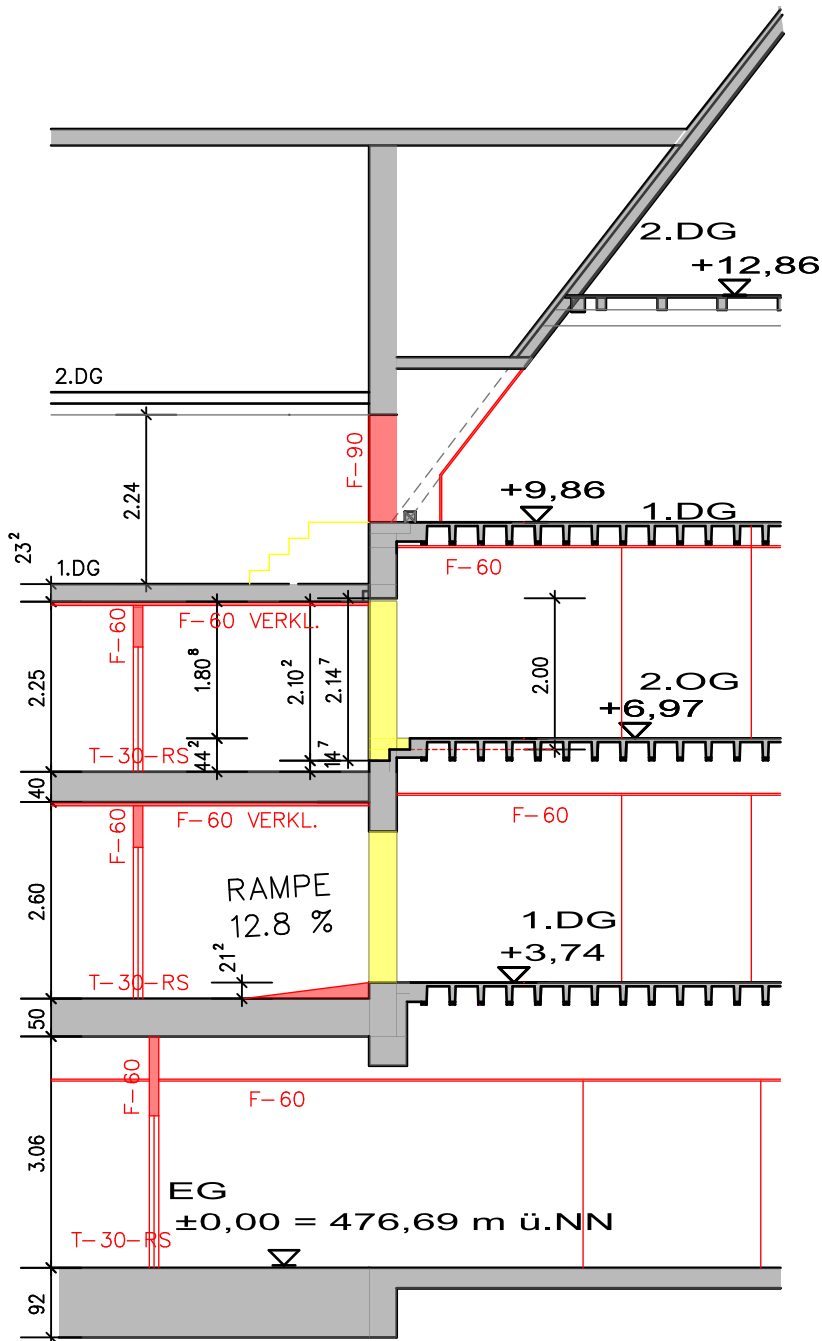 2.DG
+12,86
2.DG
F-90
2.24
+9,86
1.DG
23²
1.DG
F-60
F-60 VERKL.
F-60
2.25
1.80⁸
2.10²
2.14⁷
2.00
2.OG
+6,97
T-30-RS
44²
14⁷
40
F-60 VERKL.
F-60
F-60
2.60
RAMPE
12.8 %
1.DG
+3,74
21²
T-30-RS
50
F-60
F-60
3.06
EG
±0,00 = 476,69 m ü.NN
T-30-RS
92